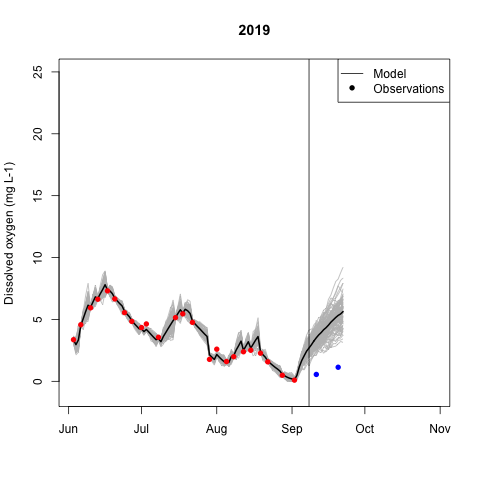 2019
Model
Observations
Dissolved oxygen (mg L-1)
25
20
15
10
5
0
Jun Jul Aug Sep Oct Nov